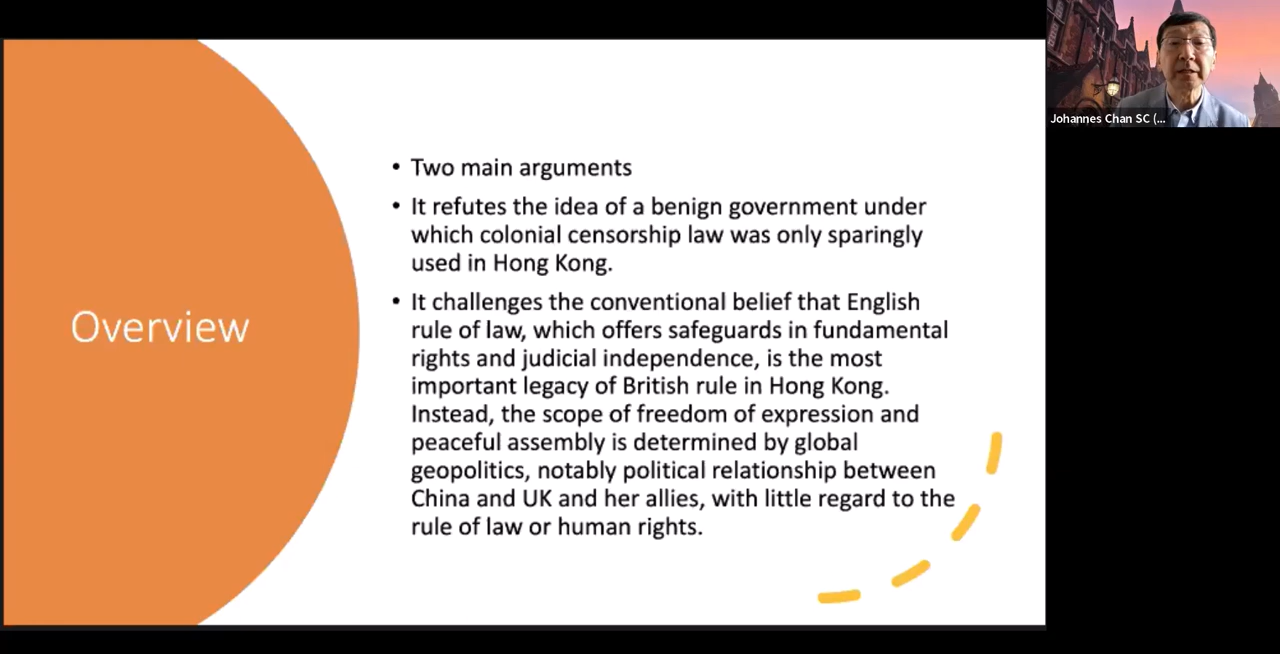 Overview
• Two main arguments
• It refutes the idea of a benign government under
which colonial censorship law was only sparingly
used in Hong Kong.
• It challenges the conventional belief that English
rule of law, which offers safeguards in fundamental
rights and judicial independence, is the most
important legacy of British rule in Hong Kong.
Instead, the scope of freedom of expression and
peaceful assembly is determined by global
geopolitics, notably political relationship between
China and UK and her allies, with little regard to the
rule of law or human rights.
Johannes Chan SC (...